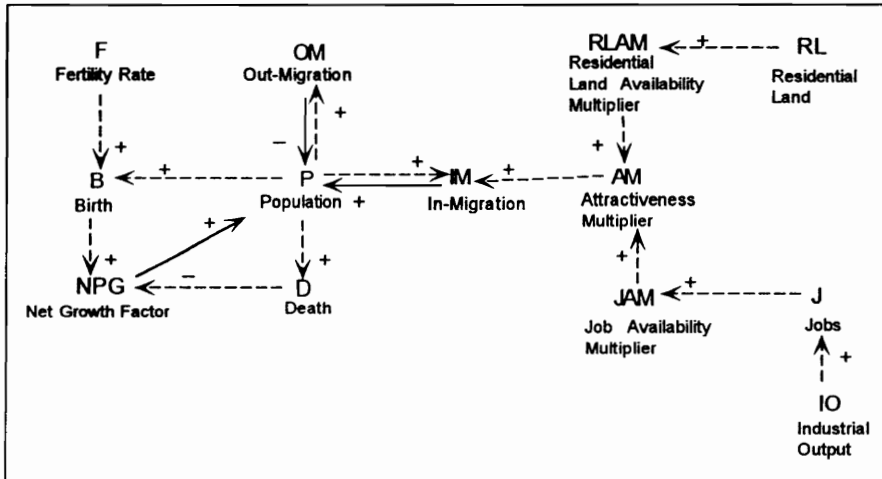 F
Fertility Rate
OM
Out-Migration
RLAM
Residential
Land Availability
Multiplier
+
RL
Residential
Land
+
−
+
+
B
Birth
+
P
Population
+
+
IM
In-Migration
+
AM
Attractiveness
Multiplier
+
+
+
NPG
Net Growth Factor
−
D
Death
+
+
JAM
Job Availability
Multiplier
+
J
Jobs
+
IO
Industrial
Output